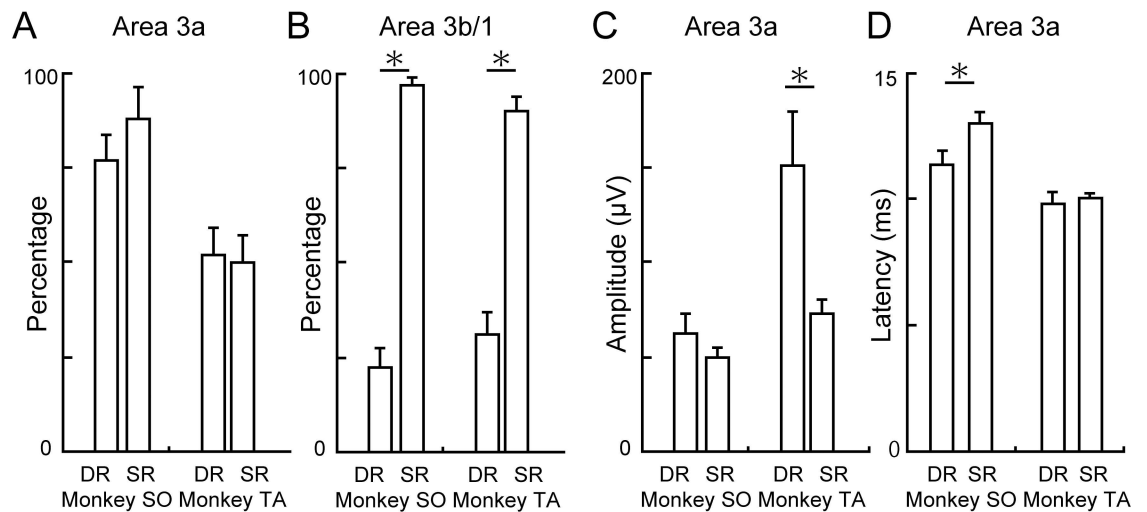 A Area 3a
100
Percentage
0
DR SR DR SR
Monkey SO Monkey TA
B Area 3b/1
* *
100
Percentage
0
DR SR DR SR
Monkey SO Monkey TA
C Area 3a
*
200
Amplitude (µV)
0
DR SR DR SR
Monkey SO Monkey TA
D Area 3a
*
15
Latency (ms)
0
DR SR DR SR
Monkey SO Monkey TA